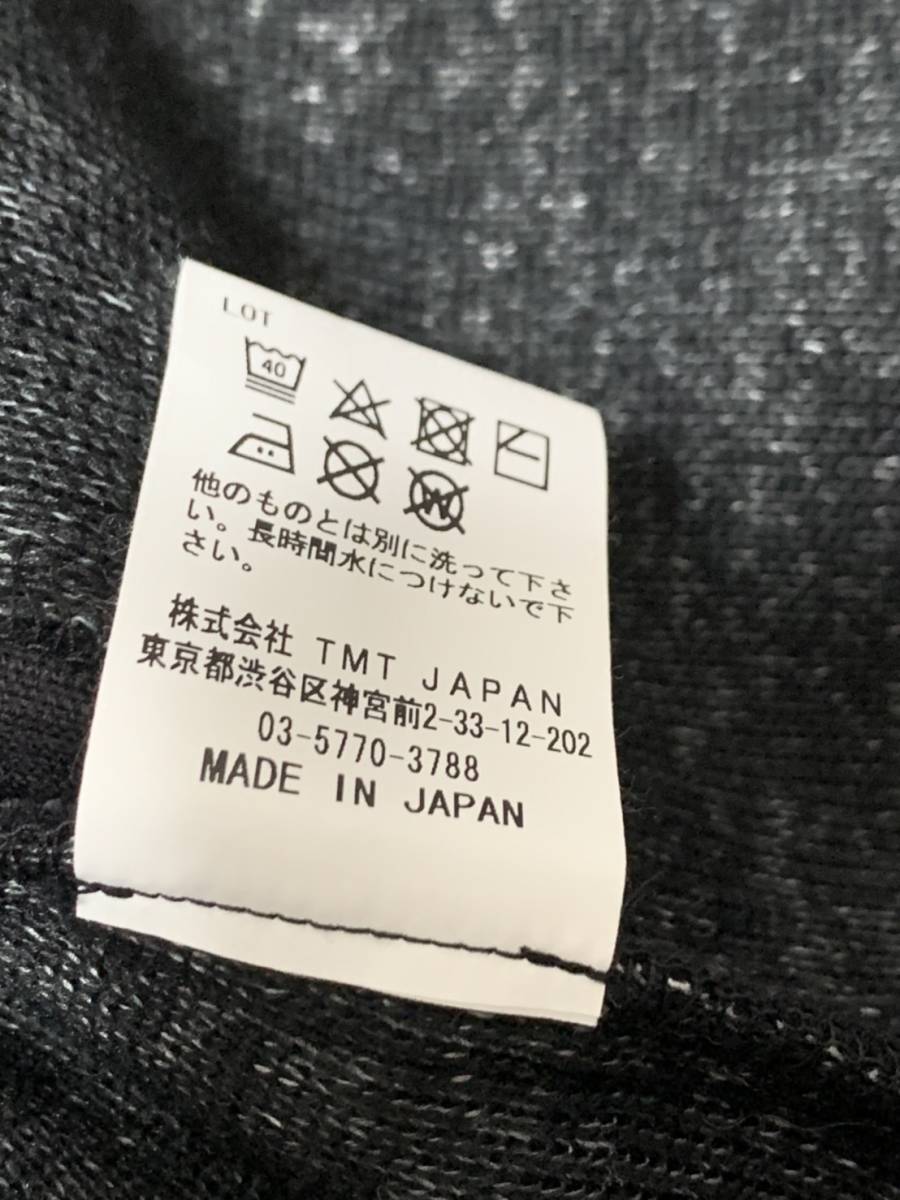 LOT
40
W
他のものとは別に洗って下さ
い。長時間水につけないで下
さい。
株式会社 TMT JAPAN
東京都渋谷区神宮前2-33-12-202
03-5770-3788
MADE IN JAPAN